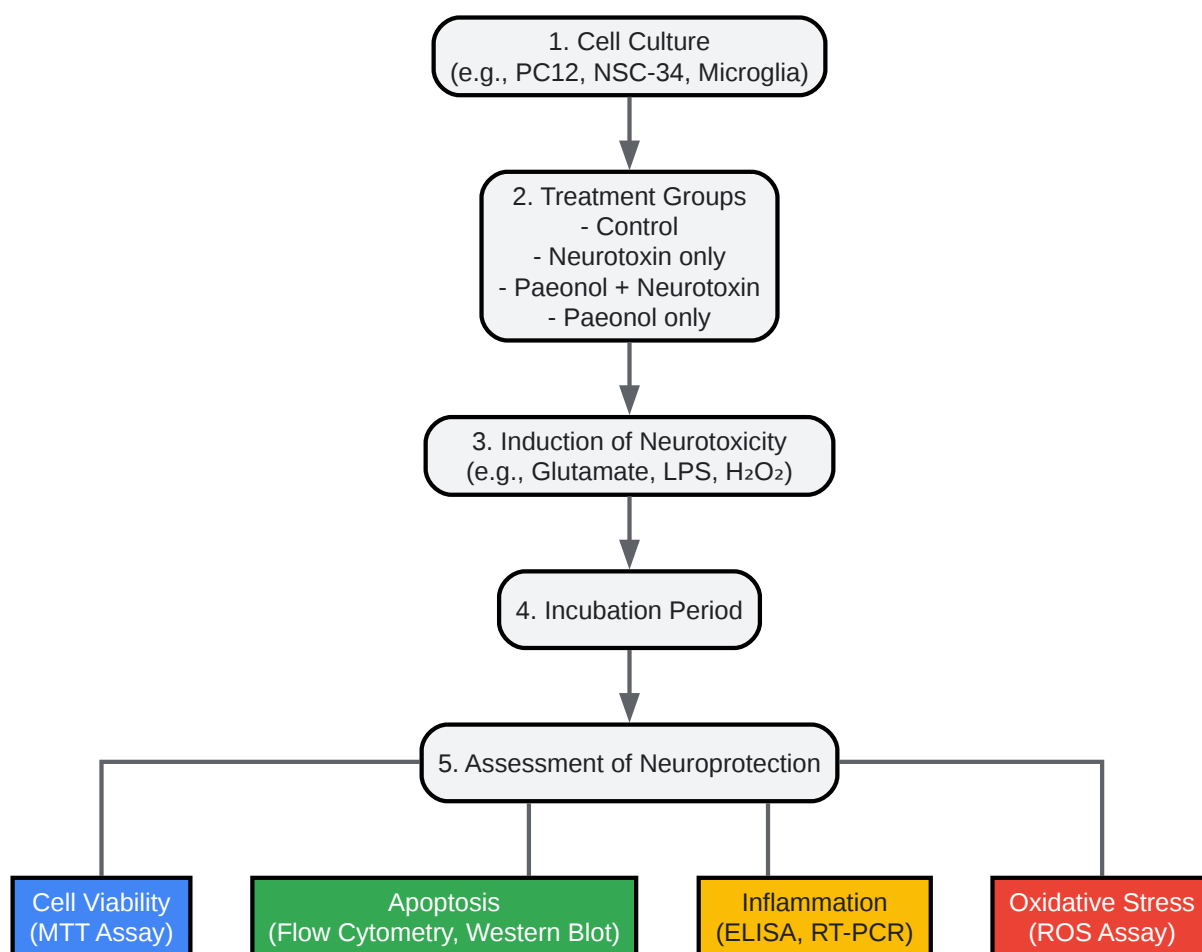 1. Cell Culture
(e.g., PC12, NSC-34, Microglia)
2. Treatment Groups
- Control
- Neurotoxin only
- Paeonol + Neurotoxin
- Paeonol only
3. Induction of Neurotoxicity
(e.g., Glutamate, LPS, H₂O₂)
4. Incubation Period
5. Assessment of Neuroprotection
Cell Viability
(MTT Assay)
Apoptosis
(Flow Cytometry, Western Blot)
Inflammation
(ELISA, RT-PCR)
Oxidative Stress
(ROS Assay)